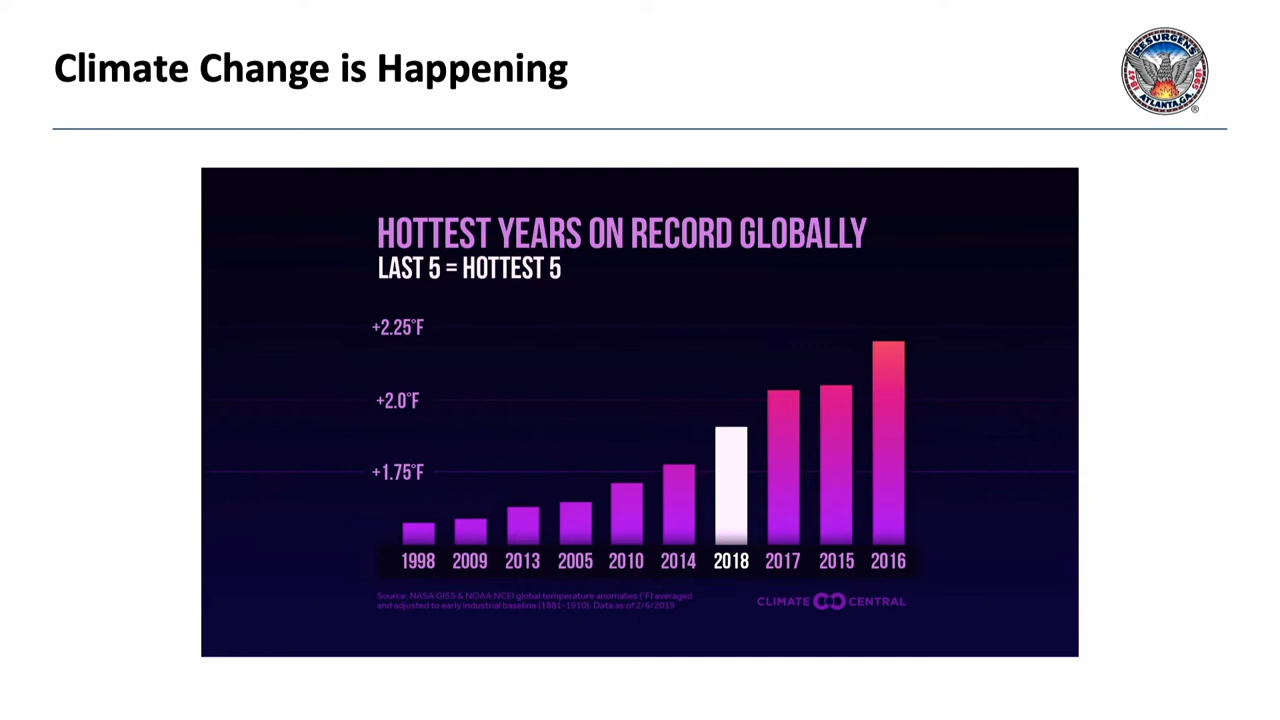 Climate Change is Happening
RESURGENS
1847 1865
ATLANTA, GA.
®
HOTTEST YEARS ON RECORD GLOBALLY
LAST 5 = HOTTEST 5
+2.25°F
+2.0°F
+1.75°F
1998 2009 2013 2005 2010 2014 2018 2017 2015 2016
Source: NASA GISS & NOAA NCEI global temperature anomalies (°F) averaged
and adjusted to early industrial baseline (1881-1910). Data as of 2/6/2019
CLIMATE CENTRAL